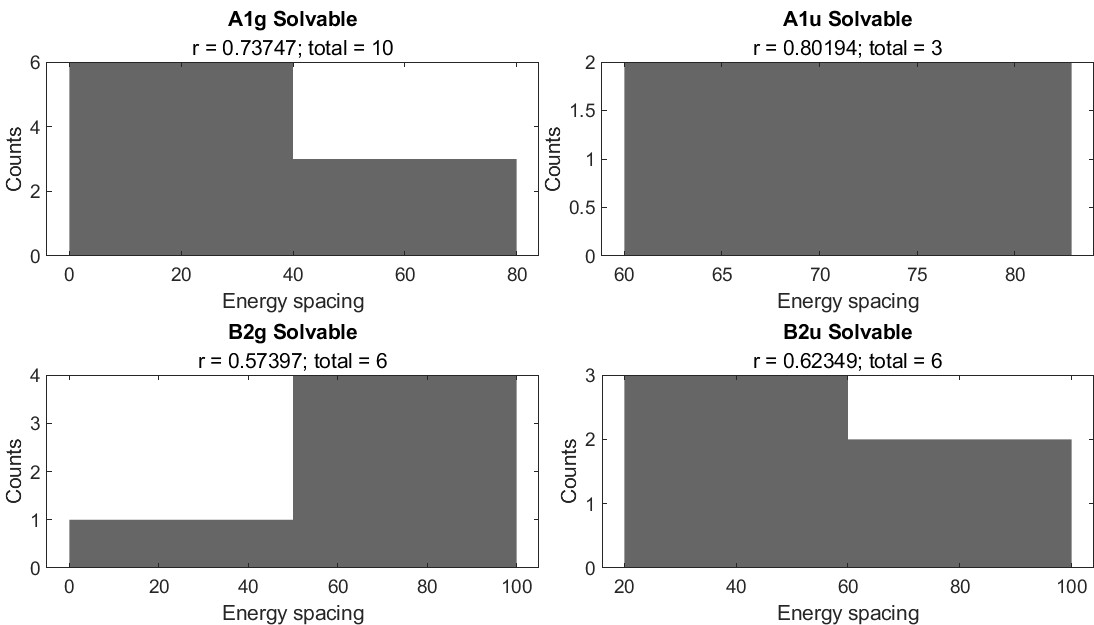 A1g Solvable
r = 0.73747; total = 10
6
4
2
0
Counts
0 20 40 60 80
Energy spacing
A1u Solvable
r = 0.80194; total = 3
2
1.5
1
0.5
0
Counts
60 65 70 75 80
Energy spacing
B2g Solvable
r = 0.57397; total = 6
4
3
2
1
0
Counts
0 20 40 60 80 100
Energy spacing
B2u Solvable
r = 0.62349; total = 6
3
2
1
0
Counts
20 40 60 80 100
Energy spacing